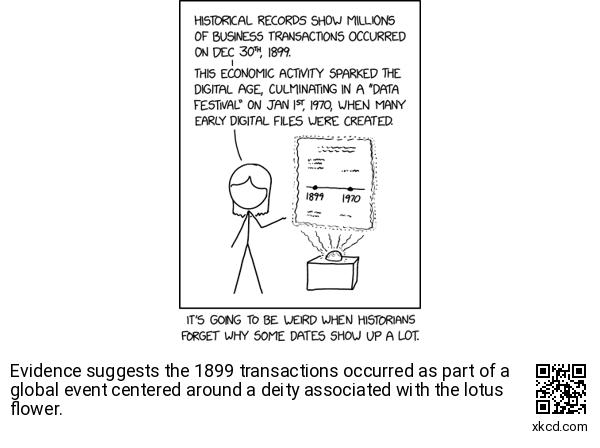 HISTORICAL RECORDS SHOW MILLIONS
OF BUSINESS TRANSACTIONS OCCURRED
ON DEC 30TH, 1899.
THIS ECONOMIC ACTIVITY SPARKED THE
DIGITAL AGE, CULMINATING IN A "DATA
FESTIVAL" ON JAN 1ST, 1970, WHEN MANY
EARLY DIGITAL FILES WERE CREATED.
1899 1970
IT'S GOING TO BE WEIRD WHEN HISTORIANS
FORGET WHY SOME DATES SHOW UP A LOT.
Evidence suggests the 1899 transactions occurred as part of a
global event centered around a deity associated with the lotus
flower.
xkcd.com